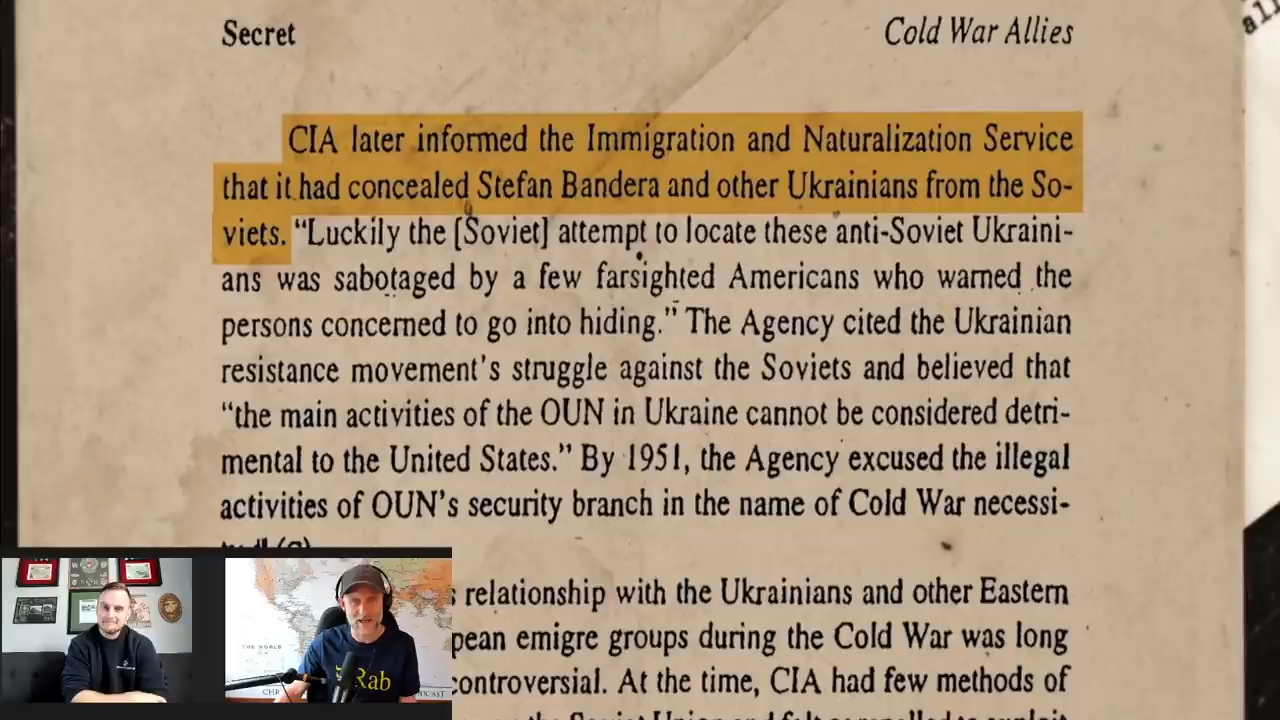 Secret
Cold War Allies
all
CIA later informed the Immigration and Naturalization Service
that it had concealed Stefan Bandera and other Ukrainians from the So-
viets. “Luckily the [Soviet] attempt to locate these anti-Soviet Ukraini-
ans was sabotaged by a few farsighted Americans who warned the
persons concerned to go into hiding.” The Agency cited the Ukrainian
resistance movement’s struggle against the Soviets and believed that
“the main activities of the OUN in Ukraine cannot be considered detri-
mental to the United States.” By 1951, the Agency excused the illegal
activities of OUN’s security branch in the name of Cold War necessi-
relationship with the Ukrainians and other Eastern
pean emigre groups during the Cold War was long
controversial. At the time, CIA had few methods of
THE WORLD
Rab
CHR
CAST